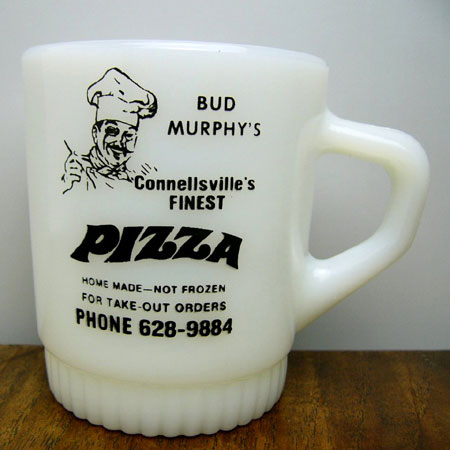 BUD
MURPHY'S
Connellsville's
FINEST
PIZZA
HOME MADE—NOT FROZEN
FOR TAKE-OUT ORDERS
PHONE 628-9884